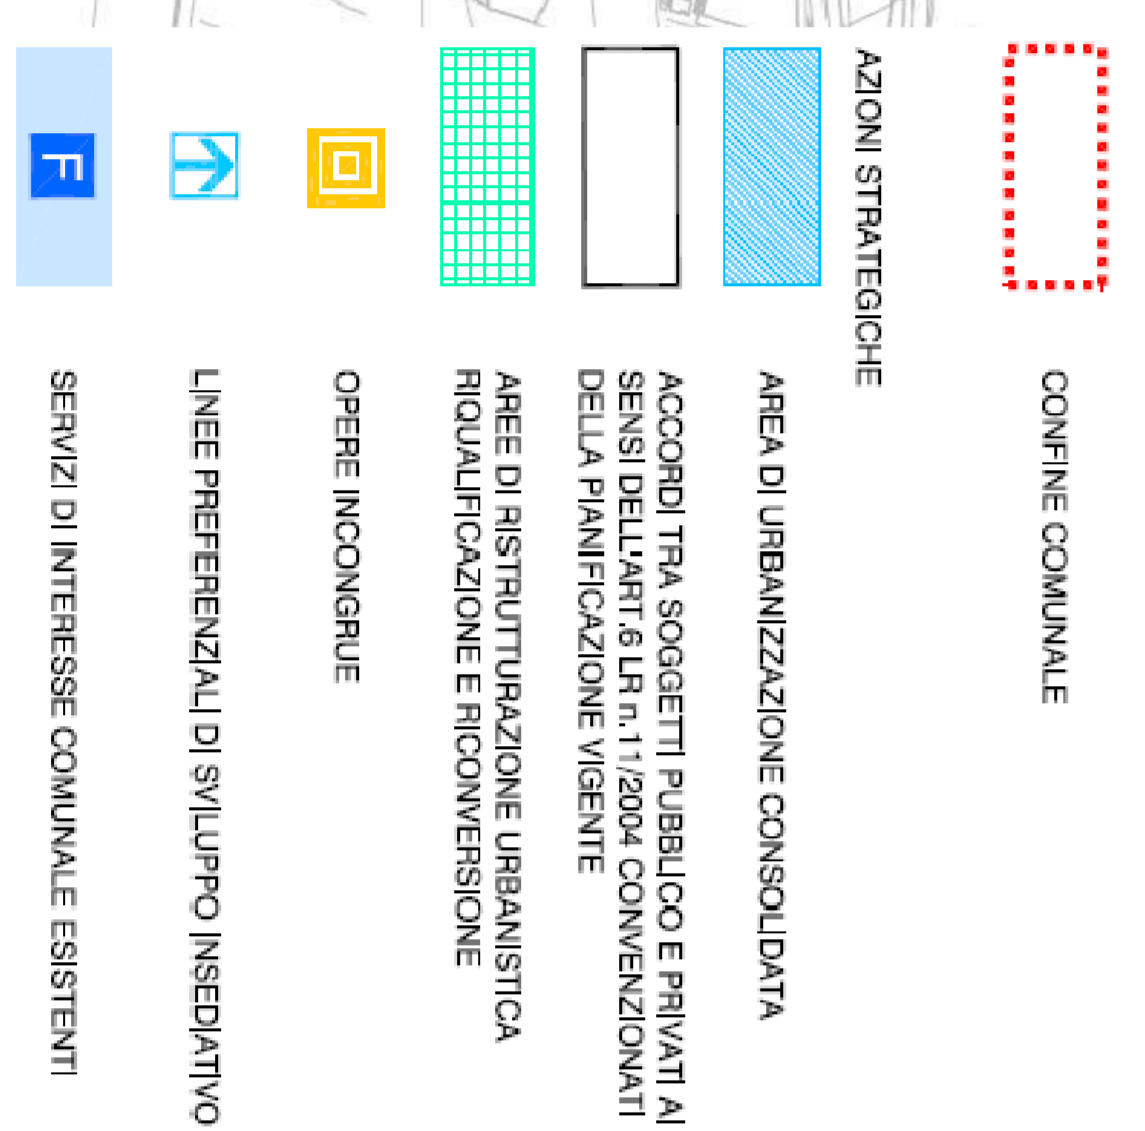 CONFINE COMUNALE
AZIONI STRATEGICHE
AREA DI URBANIZZAZIONE CONSOLIDATA
ACCORDI TRA SOGGETTI PUBBLICO E PRIVATI AI
SENSI DELL'ART.6 LR n.11/2004 CONVENZIONATI
DELLA PIANIFICAZIONE VIGENTE
AREE DI RISTRUTTURAZIONE URBANISTICA
RIQUALIFICAZIONE E RICONVERSIONE
OPERE INCONGRUE
LINEE PREFERENZIALI DI SVILUPPO INSEDIATIVO
F
SERVIZI DI INTERESSE COMUNALE ESISTENTI